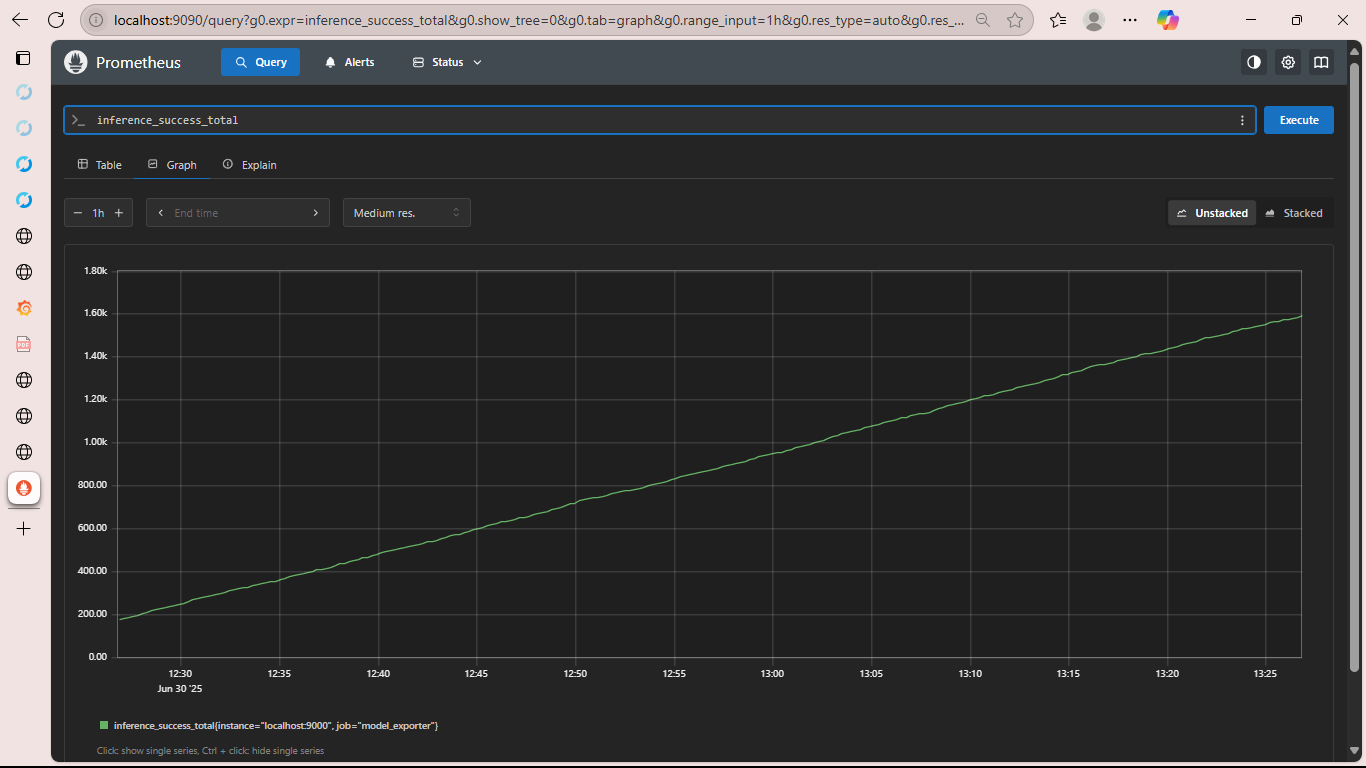 localhost:9090/query?g0.expr=inference_success_total&g0.show_tree=0&g0.tab=graph&g0.range_input=1h&g0.res_type=auto&g0.res_...
Prometheus
Query
Alerts
Status
>_ inference_success_total
Execute
Table
Graph
Explain
1h
End time
Medium res.
Unstacked
Stacked
1.80k
1.60k
1.40k
1.20k
1.00k
800.00
600.00
400.00
200.00
0.00
12:30 12:35 12:40 12:45 12:50 12:55 13:00 13:05 13:10 13:15 13:20 13:25
Jun 30 '25
inference_success_total{instance="localhost:9000", job="model_exporter"}
Click: show single series, Ctrl + click: hide single series
PDF